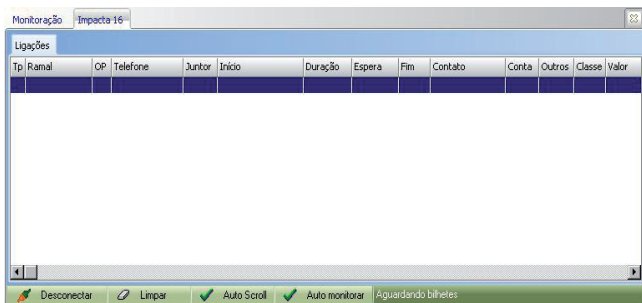 Monitoração Impacta 16
Ligações
Tp Ramal OP Telefone Juntor Início Duração Espera Fim Contato Conta Outros Classe Valor
Desconectar Limpar Auto Scroll Auto monitorar Aguardando bilhetes